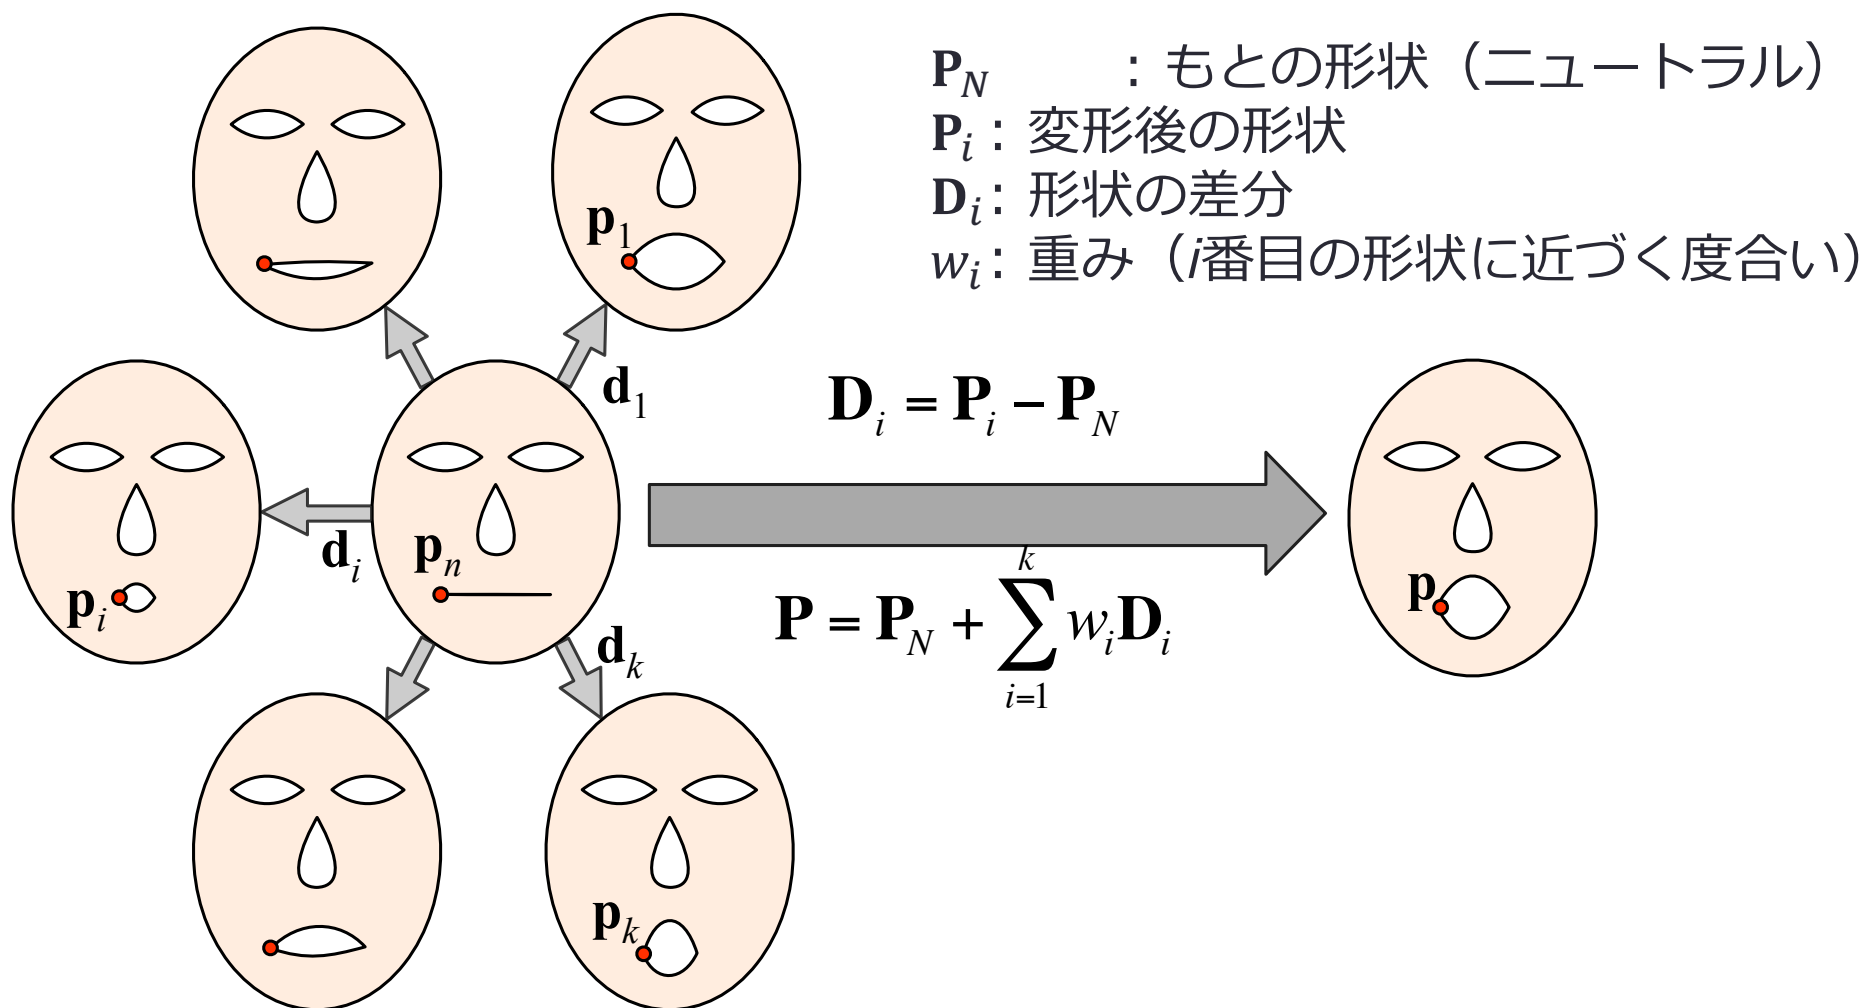 P_N : もとの形状（ニュートラル）
P_i : 変形後の形状
D_i : 形状の差分
w_i : 重み（i番目の形状に近づく度合い）
p_1
d_1
D_i = P_i − P_N
d_i
p_n
p_i
P = P_N + ∑_{i=1}^{k} w_i D_i
p
d_k
p_k